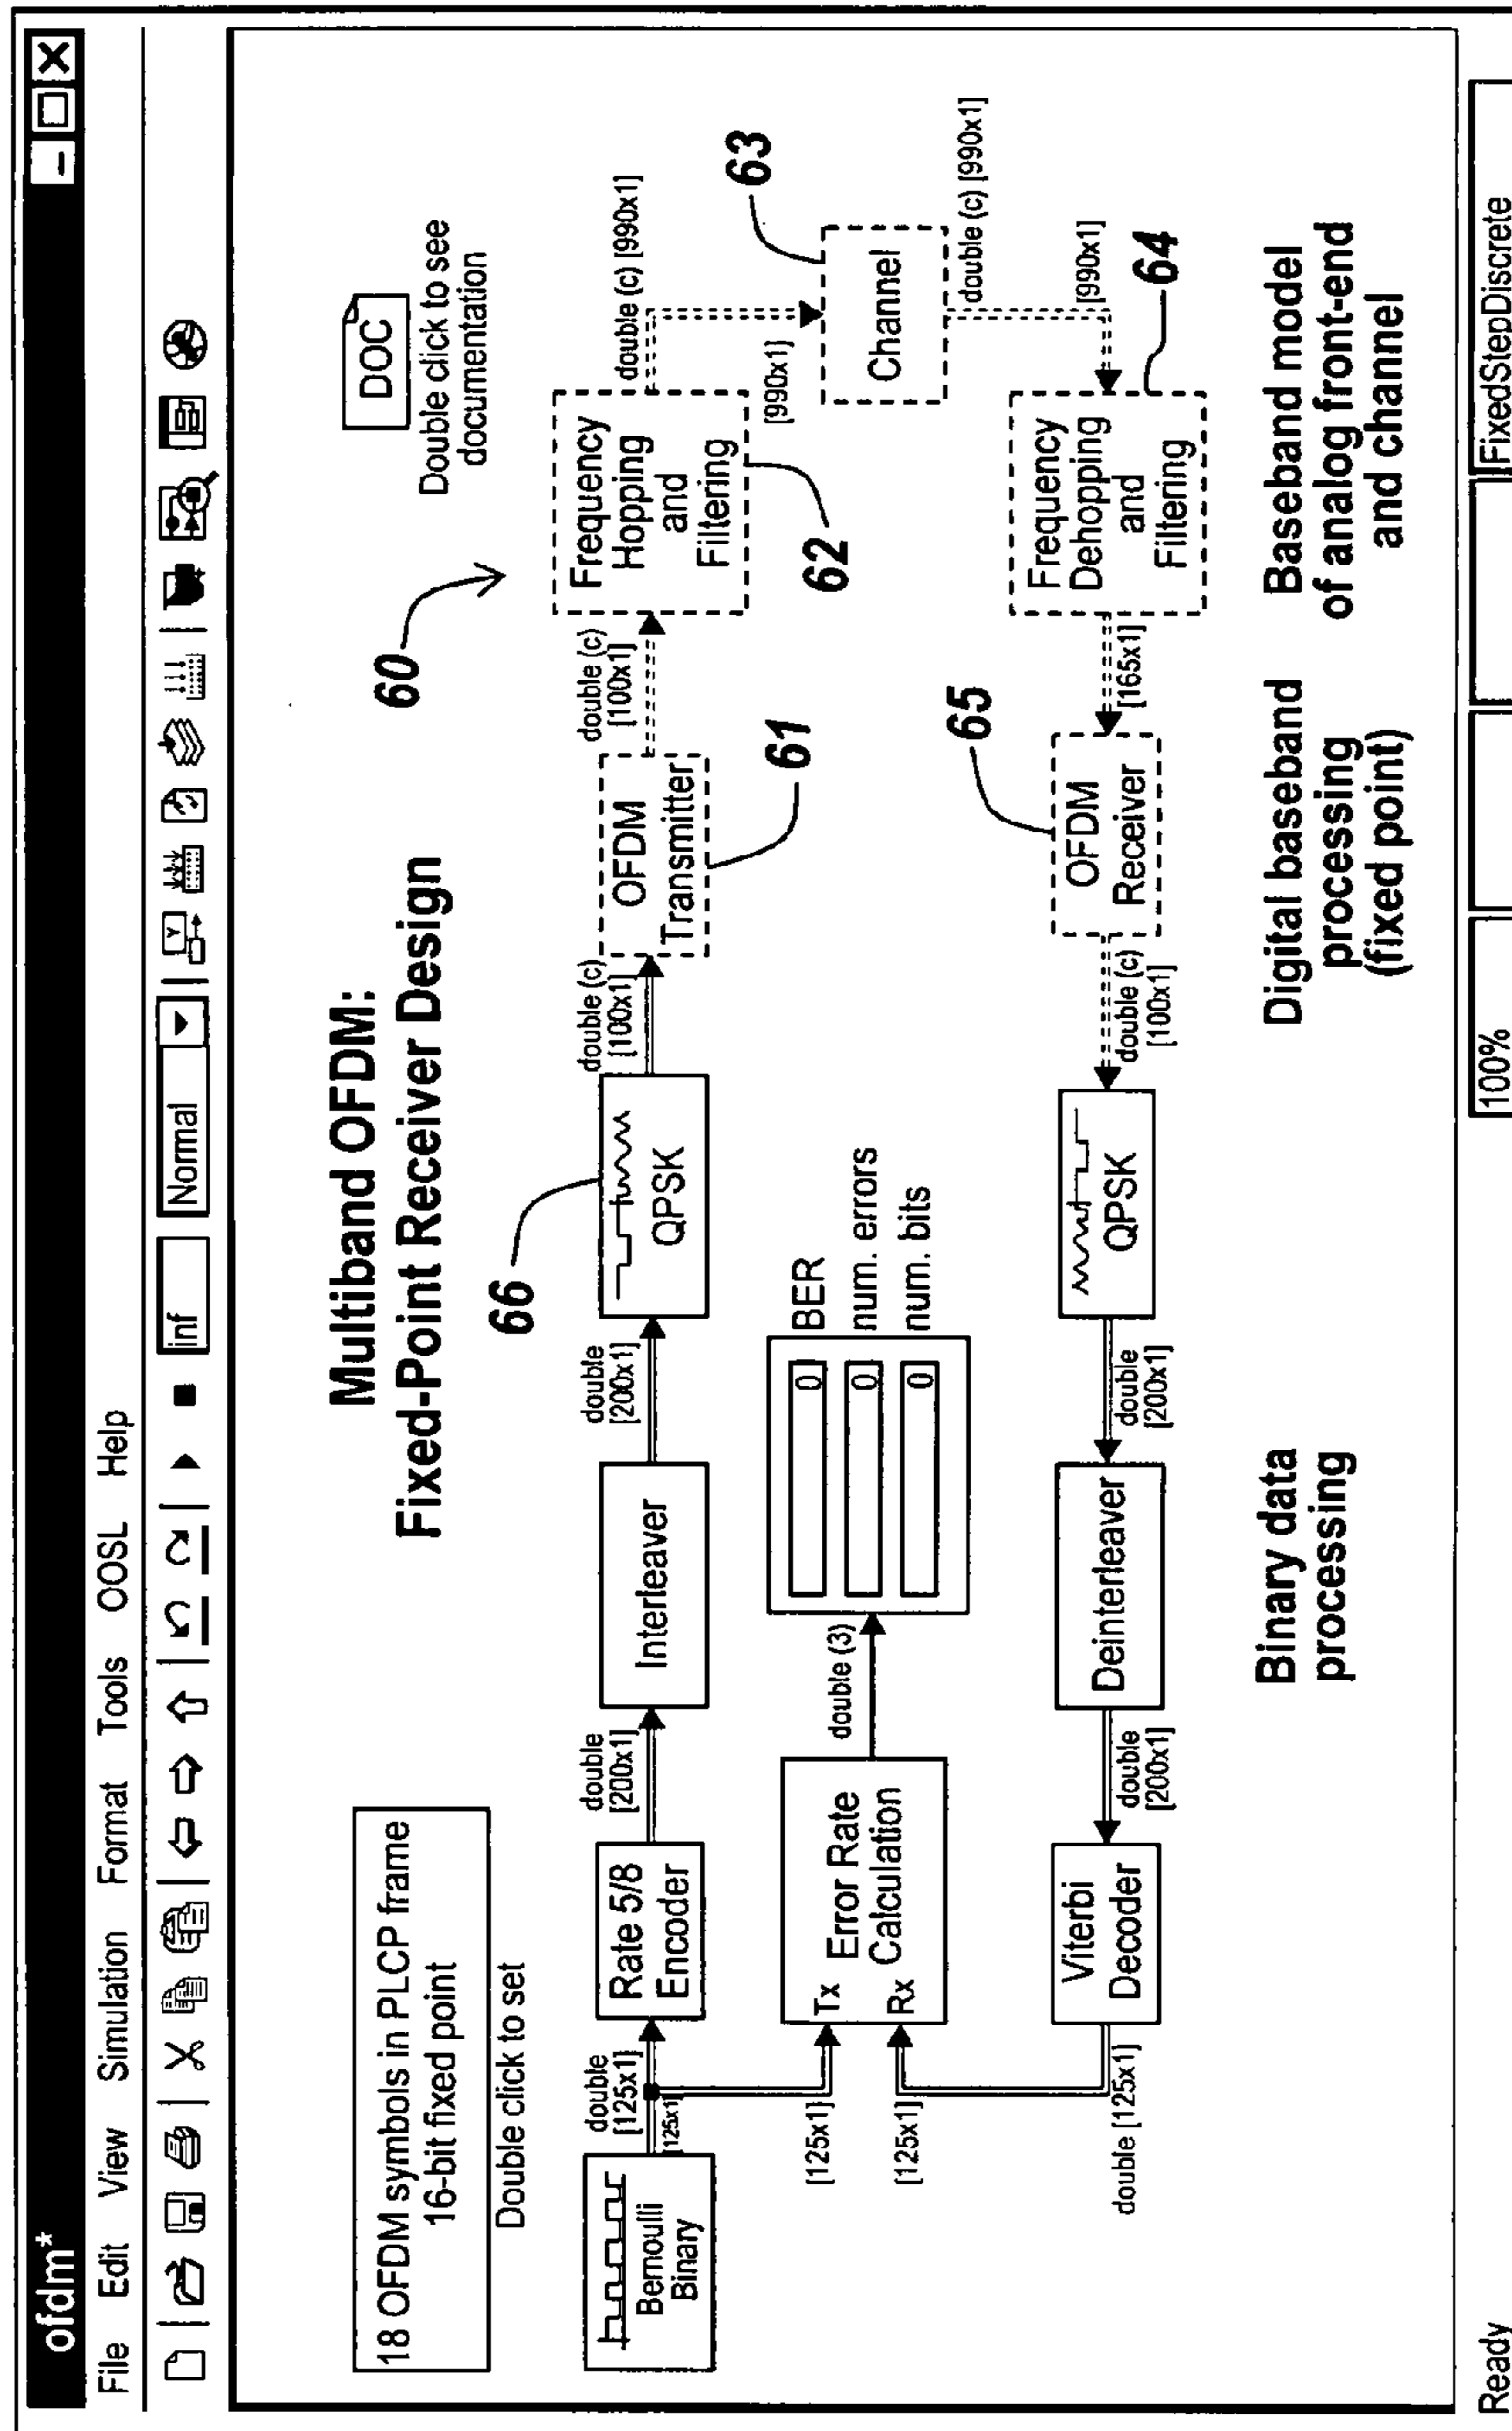 ofdm*
File Edit View Simulation Format Tools OOSL Help
inf
Normal
18 OFDM symbols in PLCP frame
16-bit fixed point
Double click to set
Multiband OFDM:
Fixed-Point Receiver Design
60
DOC
Double click to see
documentation
Bernoulli
Binary
double
[125x1]
[125x1]
Rate 5/8
Encoder
double
[200x1]
Interleaver
double
[200x1]
66
QPSK
double (c)
[100x1]
OFDM
Transmitter
61
double (c)
[100x1]
Frequency
Hopping
and
Filtering
62
double (c) [990x1]
[990x1]
63
Channel
double (c) [990x1]
[990x1]
64
Frequency
Dehopping
and
Filtering
[165x1]
65
OFDM
Receiver
double (c)
[100x1]
QPSK
double
[200x1]
Deinterleaver
double
[200x1]
Viterbi
Decoder
double [125x1]
[125x1]
[125x1]
Tx
Rx
Error Rate
Calculation
double (3)
0
0
0
BER
num. errors
num. bits
Binary data
processing
Digital baseband
processing
(fixed point)
Baseband model
of analog front-end
and channel
Ready
100%
FixedStepDiscrete